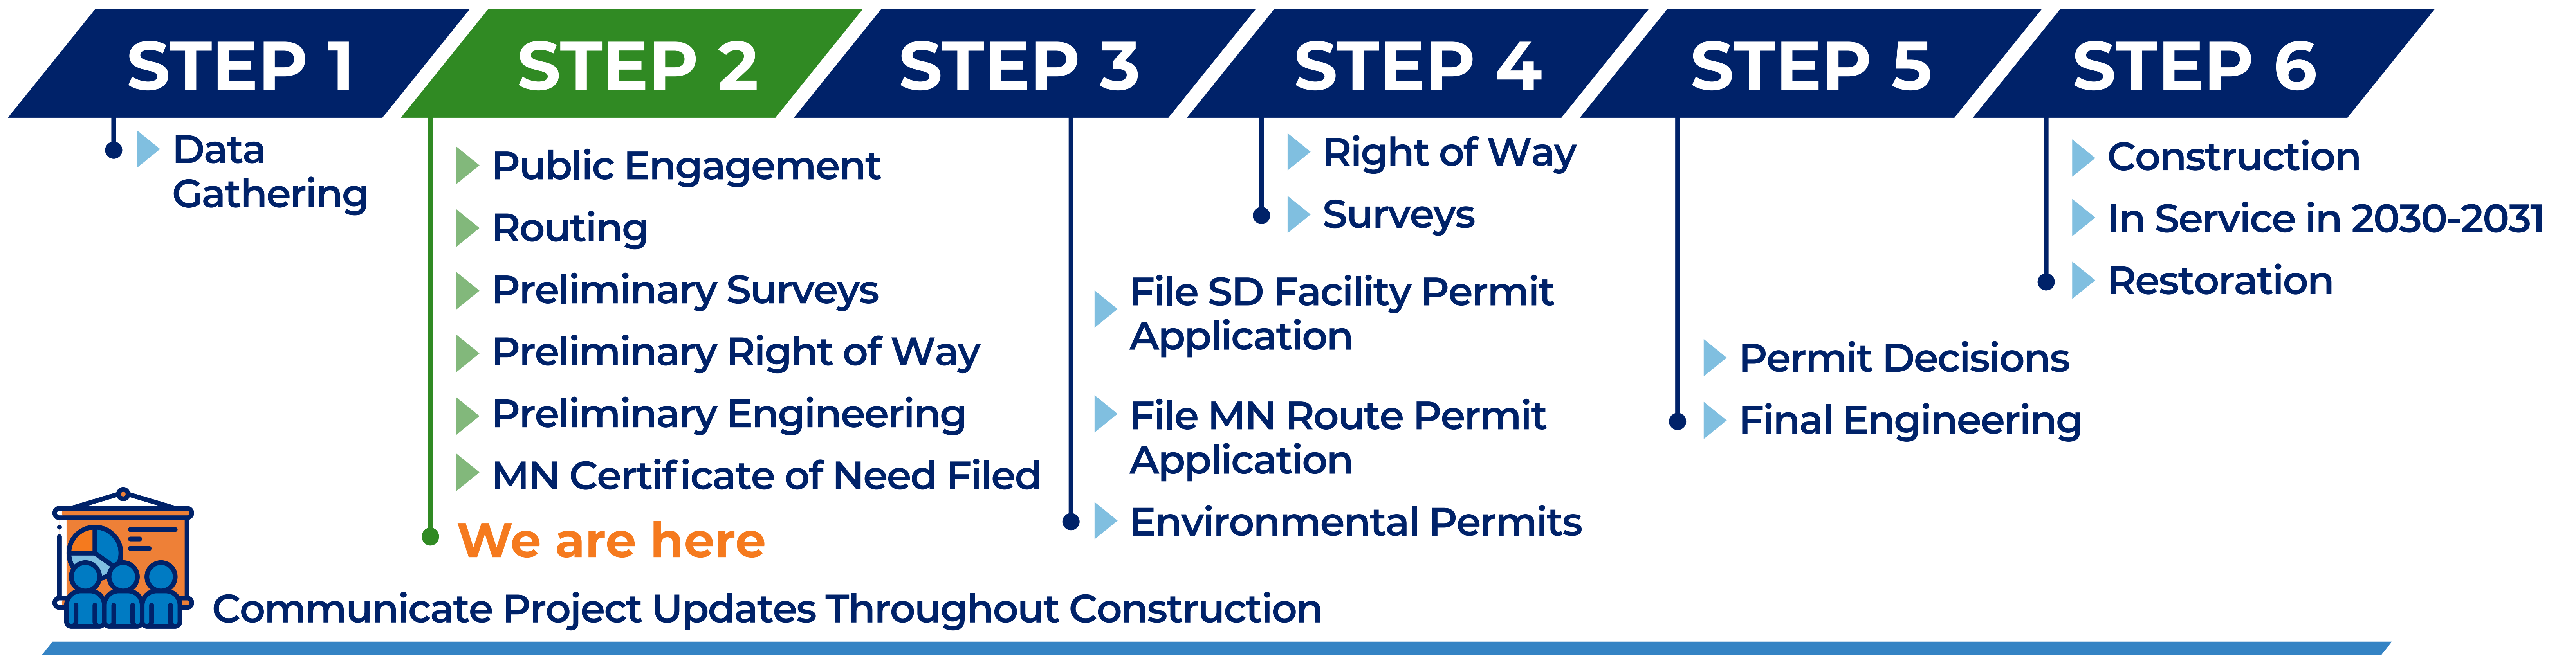 STEP 1
Data
Gathering
STEP 2
Public Engagement
Routing
Preliminary Surveys
Preliminary Right of Way
Preliminary Engineering
MN Certificate of Need Filed
We are here
STEP 3
File SD Facility Permit
Application
File MN Route Permit
Application
Environmental Permits
STEP 4
Right of Way
Surveys
STEP 5
Permit Decisions
Final Engineering
STEP 6
Construction
In Service in 2030-2031
Restoration
Communicate Project Updates Throughout Construction